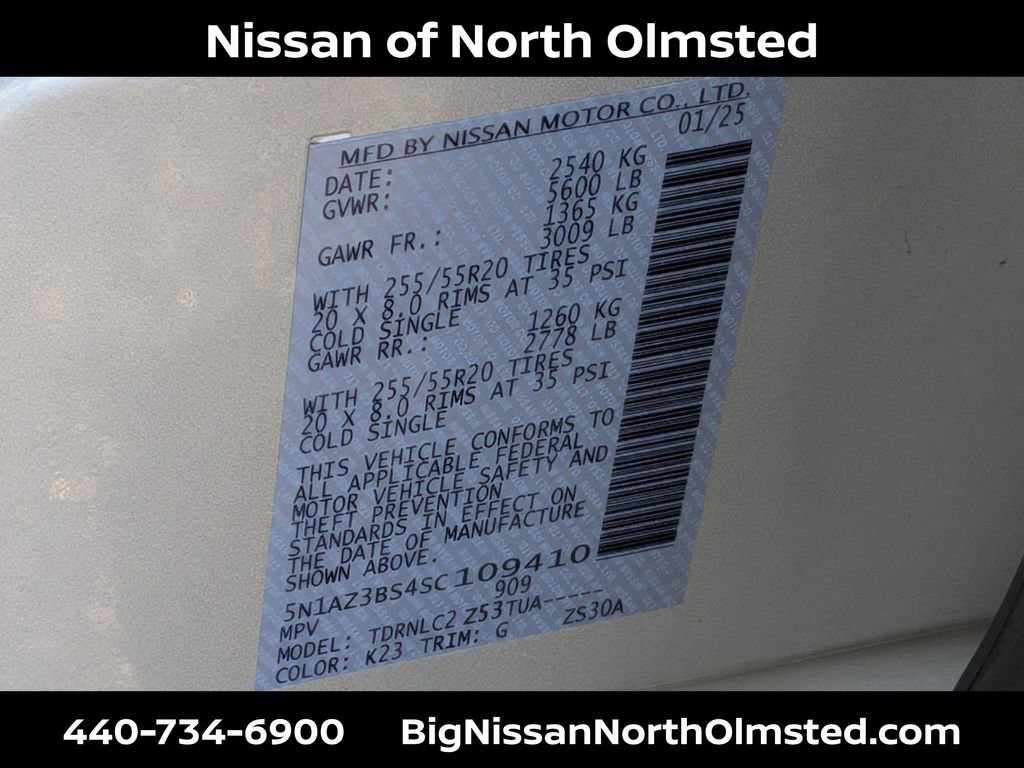 Nissan of North Olmsted
MFD BY NISSAN MOTOR CO., LTD.
DATE: 01/25
GVWR: 2540 KG
5600 LB
GAWR FR.: 1365 KG
3009 LB
WITH 255/55R20 TIRES
20 X 8.0 RIMS AT 35 PSI
COLD SINGLE
GAWR RR.: 1260 KG
2778 LB
WITH 255/55R20 TIRES
20 X 8.0 RIMS AT 35 PSI
COLD SINGLE
THIS VEHICLE CONFORMS TO
ALL APPLICABLE FEDERAL
MOTOR VEHICLE SAFETY AND
THEFT PREVENTION
STANDARDS IN EFFECT ON
THE DATE OF MANUFACTURE
SHOWN ABOVE.
5N1AZ3BS4SC109410
MPV 909
MODEL: TDRNLC2 Z53TUA-----
COLOR: K23 TRIM: G ZS30A
440-734-6900 BigNissanNorthOlmsted.com